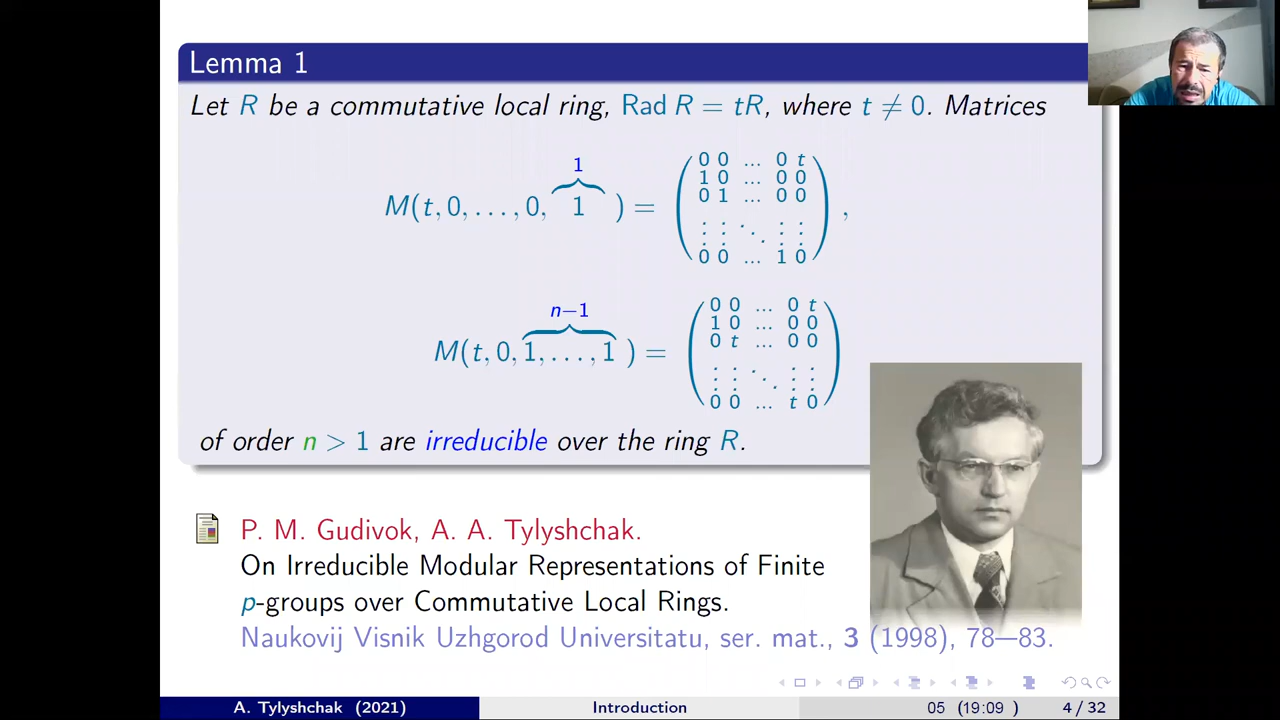 Lemma 1
Let R be a commutative local ring, Rad R = tR, where t ≠ 0. Matrices
1
M(t, 0, . . . , 0, 1 ) =
0 0 ... 0 t
1 0 ... 0 0
0 1 ... 0 0
⋮ ⋮ ⋱ ⋮ ⋮
0 0 ... 1 0
,
n−1
M(t, 0, 1, . . . , 1 ) =
0 0 ... 0 t
1 0 ... 0 0
0 t ... 0 0
⋮ ⋮ ⋱ ⋮ ⋮
0 0 ... t 0
of order n > 1 are irreducible over the ring R.
P. M. Gudivok, A. A. Tylyshchak.
On Irreducible Modular Representations of Finite
p-groups over Commutative Local Rings.
Naukovij Visnik Uzhgorod Universitatu, ser. mat., 3 (1998), 78—83.
A. Tylyshchak (2021) Introduction 05 (19:09 ) 4 / 32